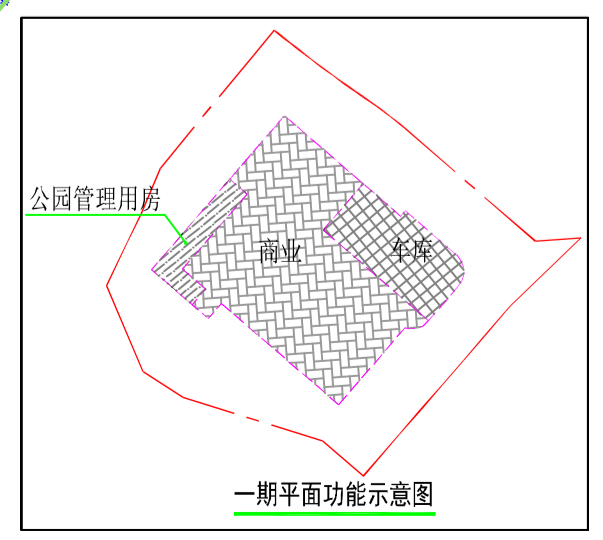 公园管理用房
商业
车库
一期平面功能示意图